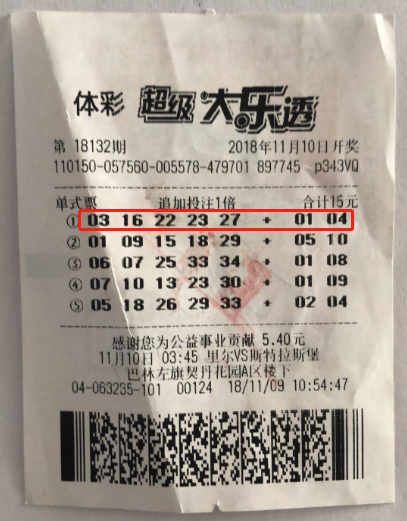 体彩 超级大乐透
第 18132期 2018年11月10日开奖
110150-057560-005578-479701 897745 p343VQ
单式票 追加投注1倍 合计15元
① 03 16 22 23 27 + 01 04
② 01 09 15 18 29 + 05 10
③ 06 07 25 33 34 + 01 08
④ 07 10 13 23 30 + 01 09
⑤ 05 18 26 29 33 + 02 04
感谢您为公益事业贡献 5.40元
11月10日 03:45 里尔VS斯特拉斯堡
巴林左旗契丹花园A区楼下
04-063235-101 00124 18/11/09 10:54:47